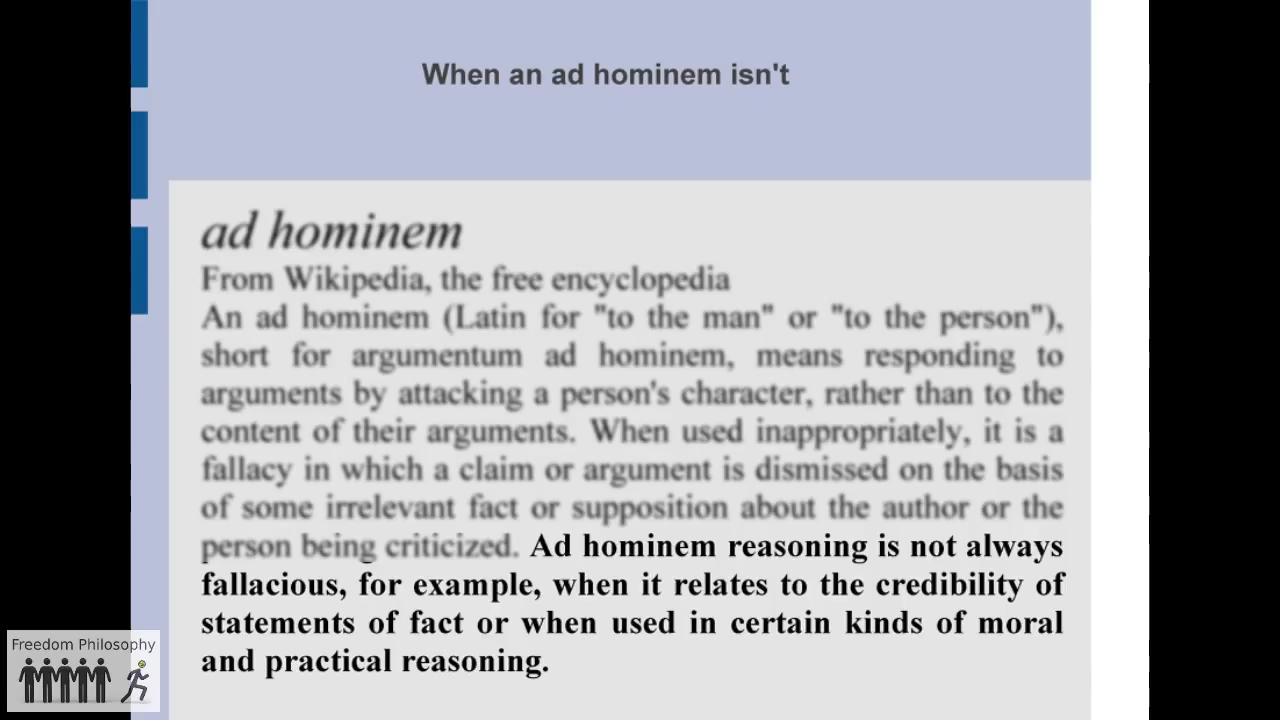 When an ad hominem isn't
ad hominem
From Wikipedia, the free encyclopedia
An ad hominem (Latin for "to the man" or "to the person"),
short for argumentum ad hominem, means responding to
arguments by attacking a person's character, rather than to the
content of their arguments. When used inappropriately, it is a
fallacy in which a claim or argument is dismissed on the basis
of some irrelevant fact or supposition about the author or the
person being criticized. Ad hominem reasoning is not always
fallacious, for example, when it relates to the credibility of
statements of fact or when used in certain kinds of moral
and practical reasoning.
Freedom Philosophy